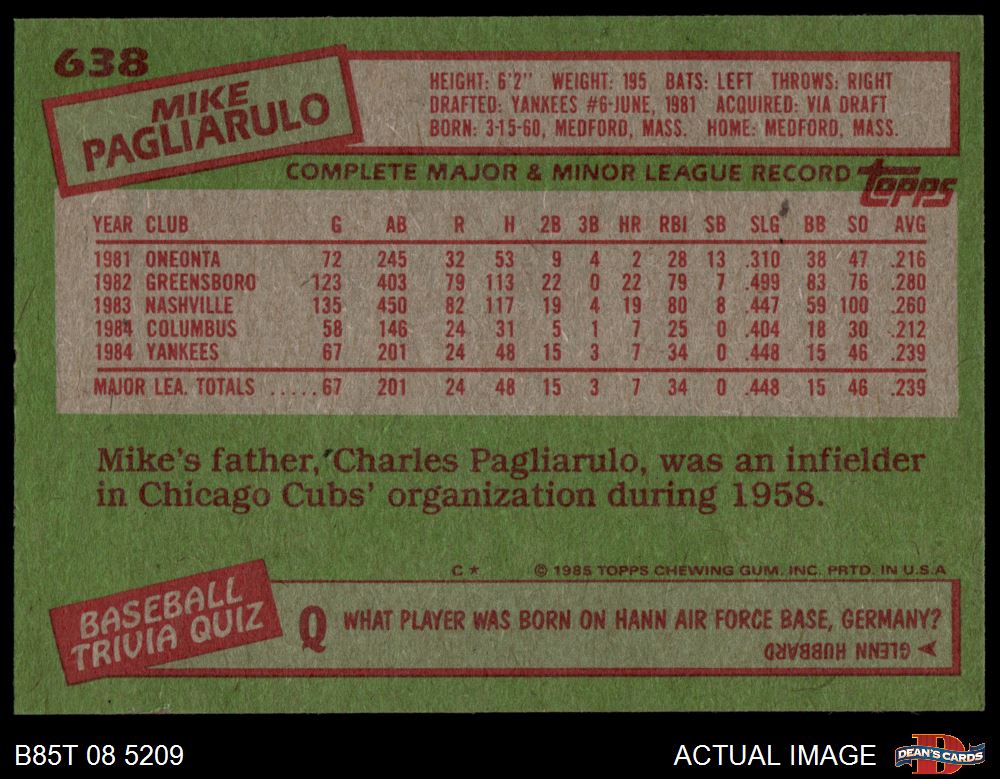 638
MIKE
PAGLIARULO
HEIGHT: 6'2" WEIGHT: 195 BATS: LEFT THROWS: RIGHT
DRAFTED: YANKEES #6-JUNE, 1981 ACQUIRED: VIA DRAFT
BORN: 3-15-60, MEDFORD, MASS. HOME: MEDFORD, MASS.
COMPLETE MAJOR & MINOR LEAGUE RECORD topps
YEAR CLUB G AB R H 2B 3B HR RBI SB SLG BB SO AVG
1981 ONEONTA 72 245 32 53 9 4 2 28 13 .310 38 47 .216
1982 GREENSBORO 123 403 79 113 22 0 22 79 7 .499 83 76 .280
1983 NASHVILLE 135 450 82 117 19 4 19 80 8 .447 59 100 .260
1984 COLUMBUS 58 146 24 31 5 1 7 25 0 .404 18 30 .212
1984 YANKEES 67 201 24 48 15 3 7 34 0 .448 15 46 .239
MAJOR LEA. TOTALS .....67 201 24 48 15 3 7 34 0 .448 15 46 .239
Mike's father, Charles Pagliarulo, was an infielder
in Chicago Cubs' organization during 1958.
C* © 1985 TOPPS CHEWING GUM, INC. PRTD. IN U.S.A
BASEBALL
TRIVIA QUIZ
Q WHAT PLAYER WAS BORN ON HANN AIR FORCE BASE, GERMANY?
GLENN HUBBARD
B85T 08 5209 ACTUAL IMAGE DEAN'S CARDS